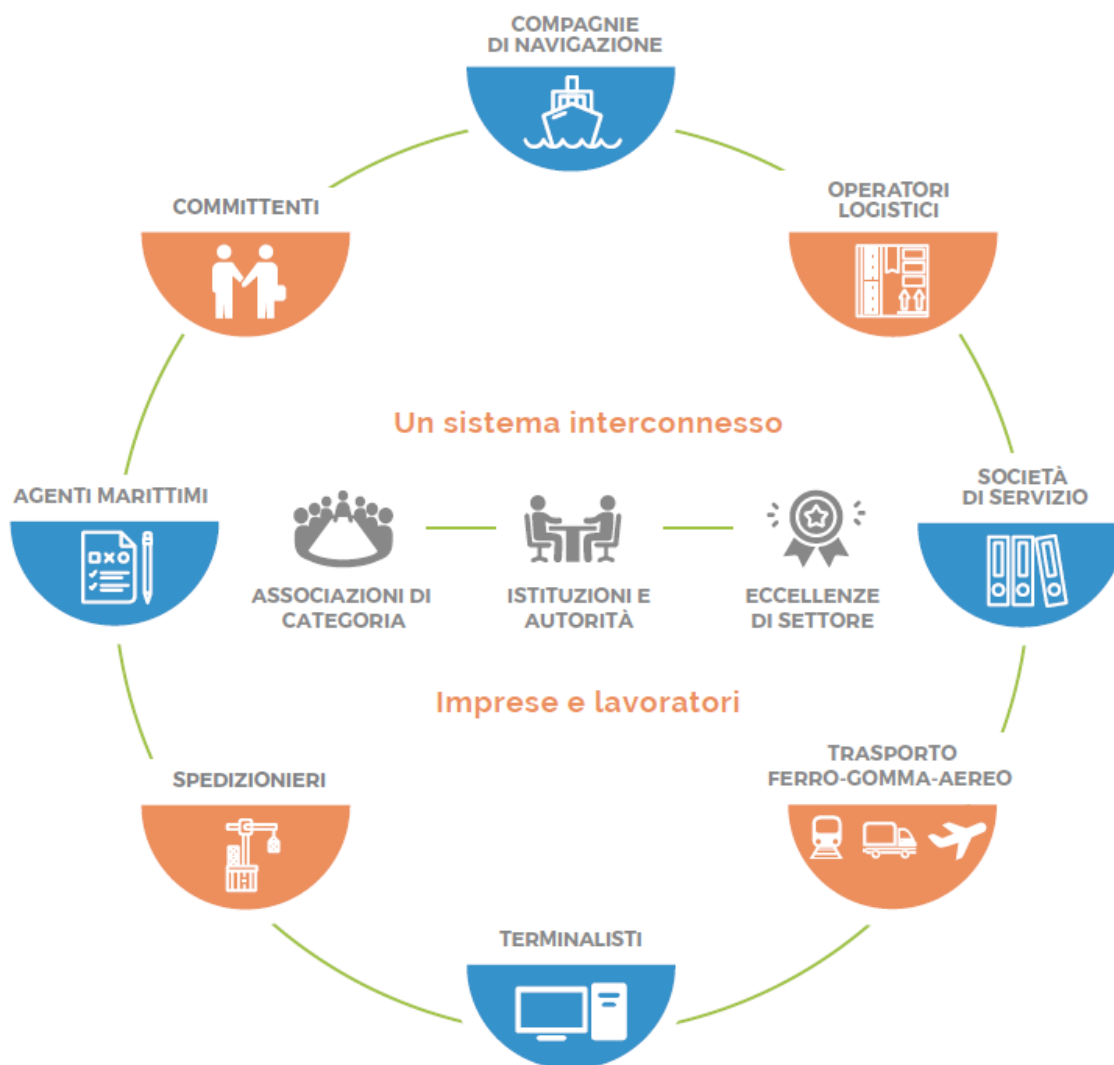 COMPAGNIE
DI NAVIGAZIONE
COMMITTENTI
OPERATORI
LOGISTICI
Un sistema interconnesso
AGENTI MARITTIMI
SOCIETÀ
DI SERVIZIO
ASSOCIAZIONI DI
CATEGORIA
ISTITUZIONI E
AUTORITÀ
ECCELLENZE
DI SETTORE
Imprese e lavoratori
SPEDIZIONIERI
TRASPORTO
FERRO-GOMMA-AEREO
TERMINALISTI